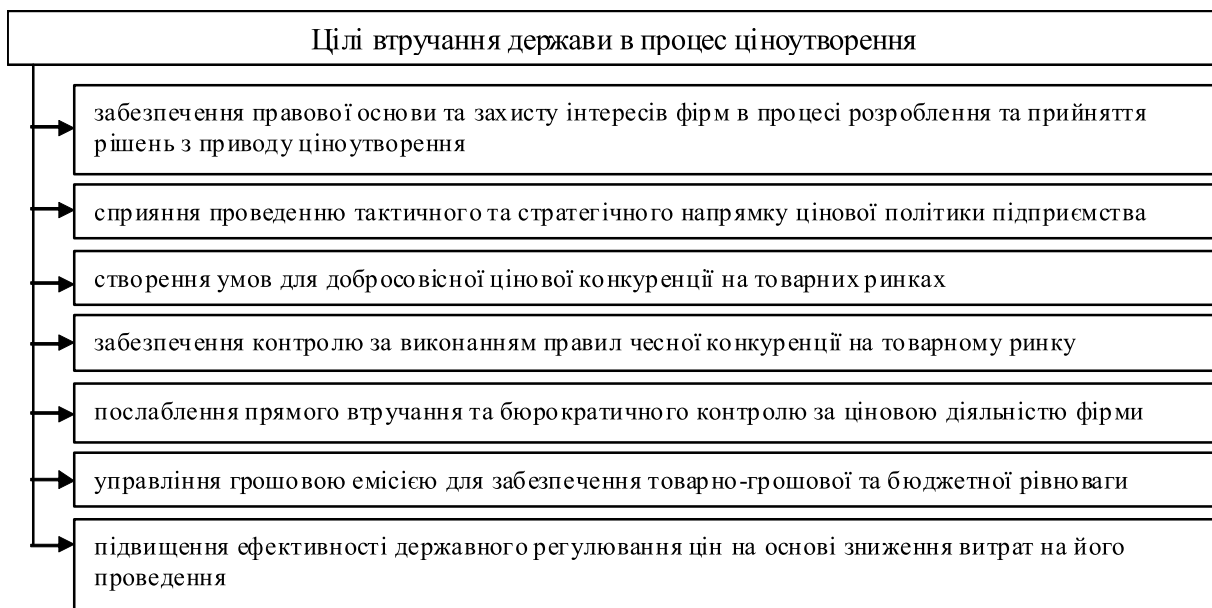 Цілі втручання держави в процес ціноутворення
забезпечення правової основи та захисту інтересів фірм в процесі розроблення та прийняття
рішень з приводу ціноутворення
сприяння проведенню тактичного та стратегічного напрямку цінової політики підприємства
створення умов для добросовісної цінової конкуренції на товарних ринках
забезпечення контролю за виконанням правил чесної конкуренції на товарному ринку
послаблення прямого втручання та бюрократичного контролю за ціновою діяльністю фірми
управління грошовою емісією для забезпечення товарно-грошової та бюджетної рівноваги
підвищення ефективності державного регулювання цін на основі зниження витрат на його
проведення